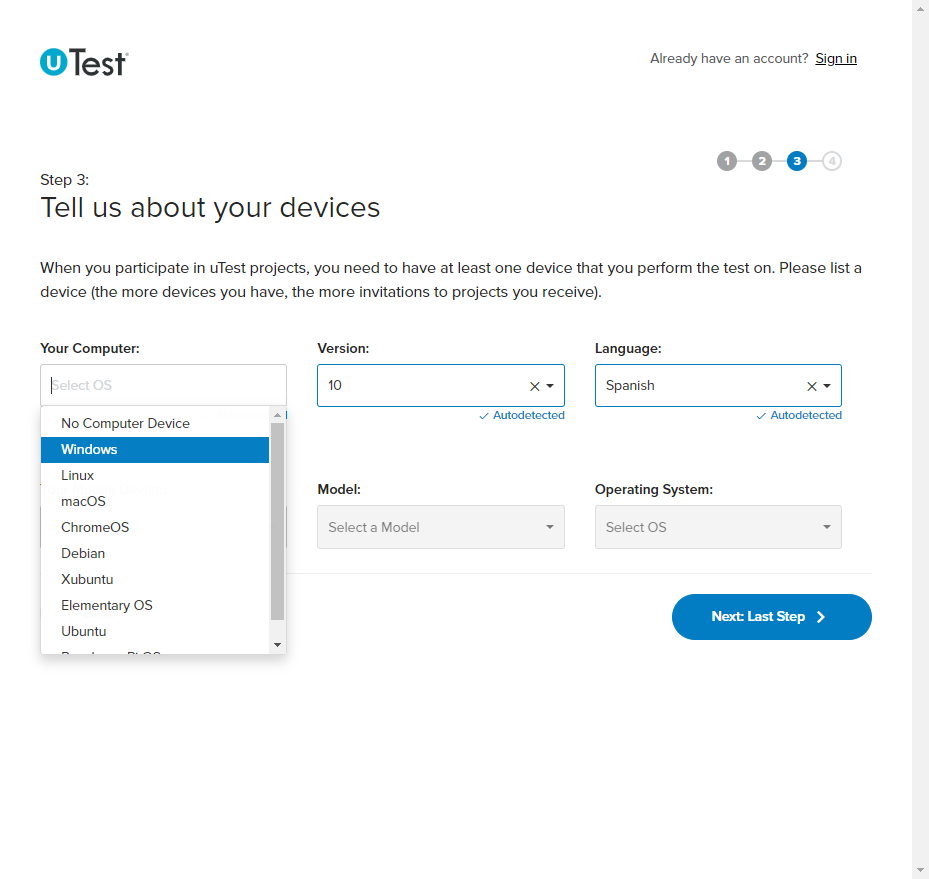 uTest
Already have an account? Sign in
1 2 3 4
Step 3:
Tell us about your devices
When you participate in uTest projects, you need to have at least one device that you perform the test on. Please list a
device (the more devices you have, the more invitations to projects you receive).
Your Computer: Version: Language:
Select OS 10 Spanish
Autodetected Autodetected
No Computer Device
Windows
Linux
macOS
ChromeOS
Debian
Xubuntu
Elementary OS
Ubuntu
Model: Operating System:
Select a Model Select OS
Next: Last Step